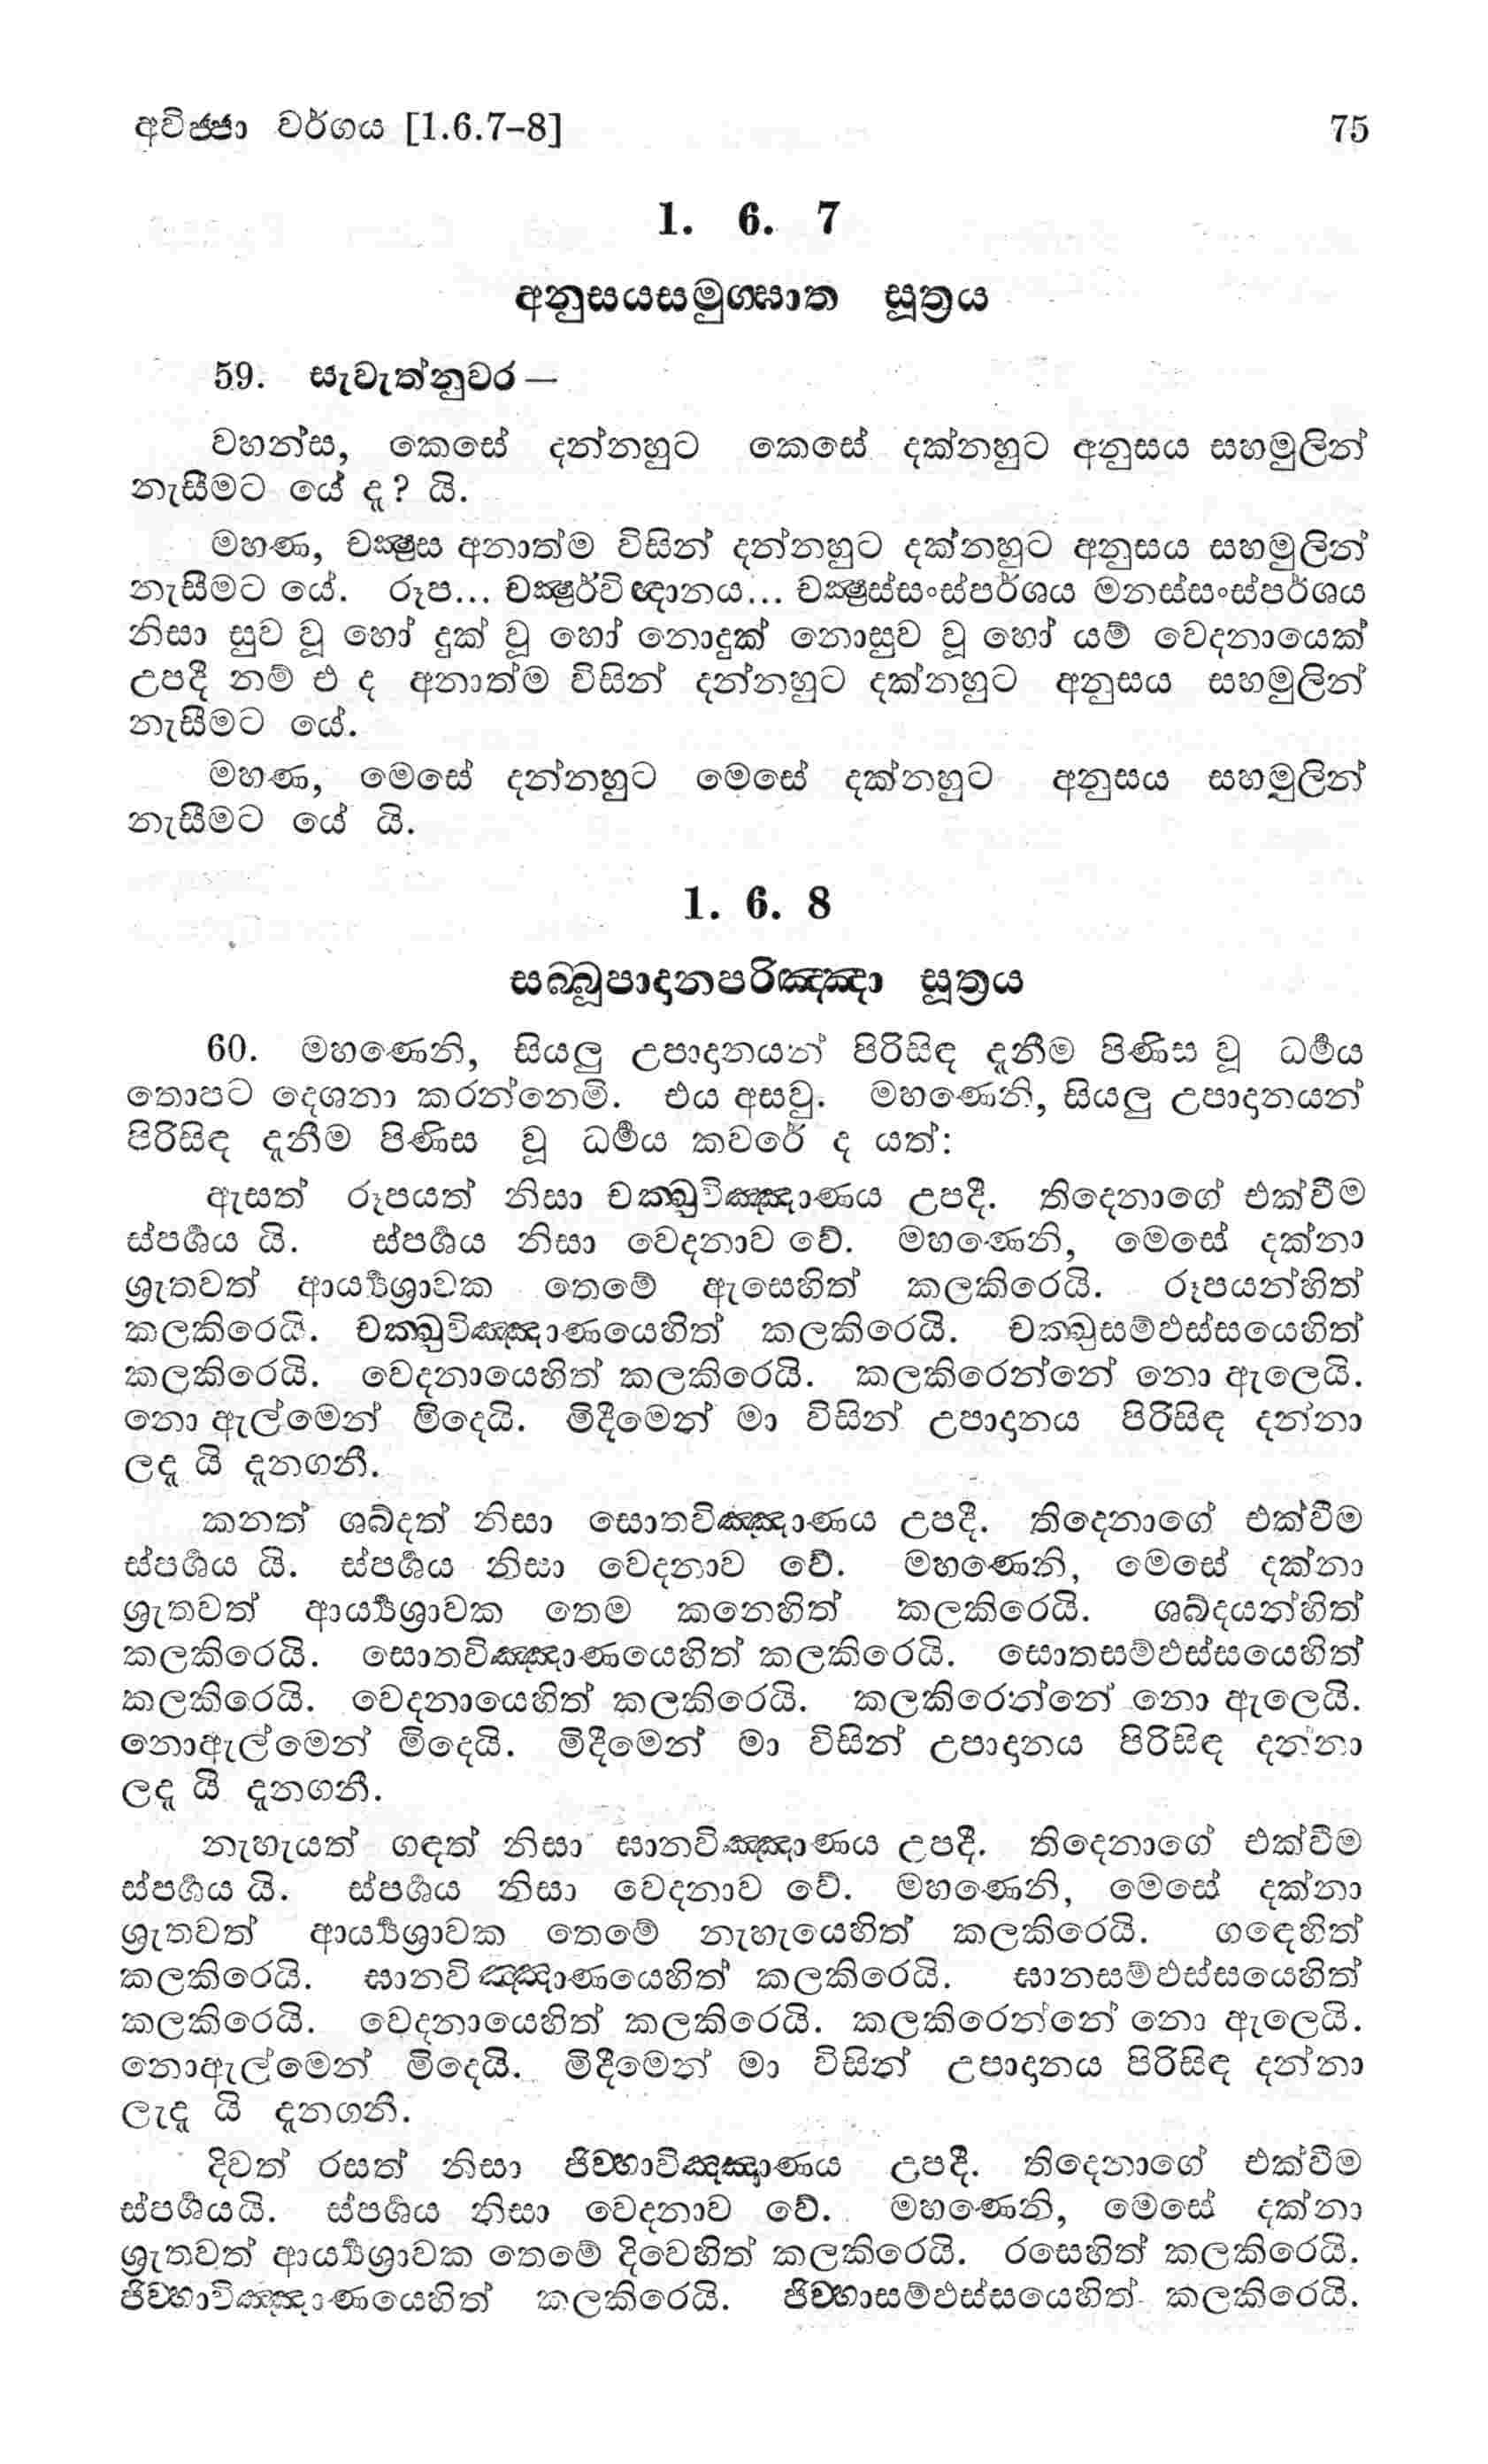 අවිජ්ජා වර්ගය [1.6.7-8] 75
1. 6. 7
අනුසයසමුග්ඝාත සූත්‍රය
59. සැවැත්නුවර —
වහන්ස, කෙසේ දන්නහුට කෙසේ දක්නහුට අනුසය සහමුලින්
නැසීමට යේ දැ? යි.
මහණ, චක්‍ෂුස අනාත්ම විසින් දන්නහුට දක්නහුට අනුසය සහමුලින්
නැසීමට යේ. රූප... චක්‍ෂුර්විඥානය... චක්‍ෂුස්සංස්පර්ශය මනස්සංස්පර්ශය
නිසා සුව වූ හෝ දුක් වූ හෝ නොදුක් නොසුව වූ හෝ යම් වෙදනායෙක්
උපදී නම් එ ද අනාත්ම විසින් දන්නහුට දක්නහුට අනුසය සහමුලින්
නැසීමට යේ.
මහණ, මෙසේ දන්නහුට මෙසේ දක්නහුට අනුසය සහමුලින්
නැසීමට යේ යි.
1. 6. 8
සබ්බූපාදානපරිඤ්ඤා සූත්‍රය
60. මහණෙනි, සියලු උපාදානයන් පිරිසිඳ දැනීම පිණිස වූ ධර්‍මය
තොපට දෙශනා කරන්නෙමි. එය අසවු. මහණෙනි, සියලු උපාදානයන්
පිරිසිඳ දැනීම පිණිස වූ ධර්‍මය කවරේ ද යත්:
ඇසත් රූපයත් නිසා චක්ඛුවිඤ්ඤාණය උපදී. තිදෙනාගේ එක්වීම
ස්පර්‍ශය යි. ස්පර්‍ශය නිසා වෙදනාව වේ. මහණෙනි, මෙසේ දක්නා
ශ්‍රැතවත් ආර්‍ය්‍යශ්‍රාවක තෙමේ ඇසෙහිත් කලකිරෙයි. රූපයන්හිත්
කලකිරෙයි. චක්ඛුවිඤ්ඤාණයෙහිත් කලකිරෙයි. චක්ඛුසම්ඵස්සයෙහිත්
කලකිරෙයි. වෙදනායෙහිත් කලකිරෙයි. කලකිරෙන්නේ නො ඇලෙයි.
නො ඇල්මෙන් මිදෙයි. මිදීමෙන් මා විසින් උපාදානය පිරිසිඳ දන්නා
ලදැ යි දැනගනී.
කනත් ශබ්දත් නිසා සොතවිඤ්ඤාණය උපදී. තිදෙනාගේ එක්වීම
ස්පර්‍ශය යි. ස්පර්‍ශය නිසා වෙදනාව වේ. මහණෙනි, මෙසේ දක්නා
ශ්‍රැතවත් ආර්‍ය්‍යශ්‍රාවක තෙම කනෙහිත් කලකිරෙයි. ශබ්දයන්හිත්
කලකිරෙයි. සොතවිඤ්ඤාණයෙහිත් කලකිරෙයි. සොතසම්ඵස්සයෙහිත්
කලකිරෙයි. වෙදනායෙහිත් කලකිරෙයි. කලකිරෙන්නේ නො ඇලෙයි.
නොඇල්මෙන් මිදෙයි. මිදීමෙන් මා විසින් උපාදානය පිරිසිඳ දන්නා
ලදැ යි දැනගනී.
නැහැයත් ගඳත් නිසා ඝානවිඤ්ඤාණය උපදී. තිදෙනාගේ එක්වීම
ස්පර්‍ශය යි. ස්පර්‍ශය නිසා වෙදනාව වේ. මහණෙනි, මෙසේ දක්නා
ශ්‍රැතවත් ආර්‍ය්‍යශ්‍රාවක තෙමේ නැහැයෙහිත් කලකිරෙයි. ගඳෙහිත්
කලකිරෙයි. ඝානවිඤ්ඤාණයෙහිත් කලකිරෙයි. ඝානසම්ඵස්සයෙහිත්
කලකිරෙයි. වෙදනායෙහිත් කලකිරෙයි. කලකිරෙන්නේ නො ඇලෙයි.
නොඇල්මෙන් මිදෙයි. මිදීමෙන් මා විසින් උපාදානය පිරිසිඳ දන්නා
ලැදැ යි දැනගනී.
දිවත් රසත් නිසා ජිව්හාවිඤ්ඤාණය උපදී. තිදෙනාගේ එක්වීම
ස්පර්‍ශයයි. ස්පර්‍ශය නිසා වෙදනාව වේ. මහණෙනි, මෙසේ දක්නා
ශ්‍රැතවත් ආර්‍ය්‍යශ්‍රාවක තෙමේ දිවෙහිත් කලකිරෙයි. රසෙහිත් කලකිරෙයි.
ජිව්හාවිඤ්ඤාණයෙහිත් කලකිරෙයි. ජිව්හාසම්ඵස්සයෙහිත් කලකිරෙයි.